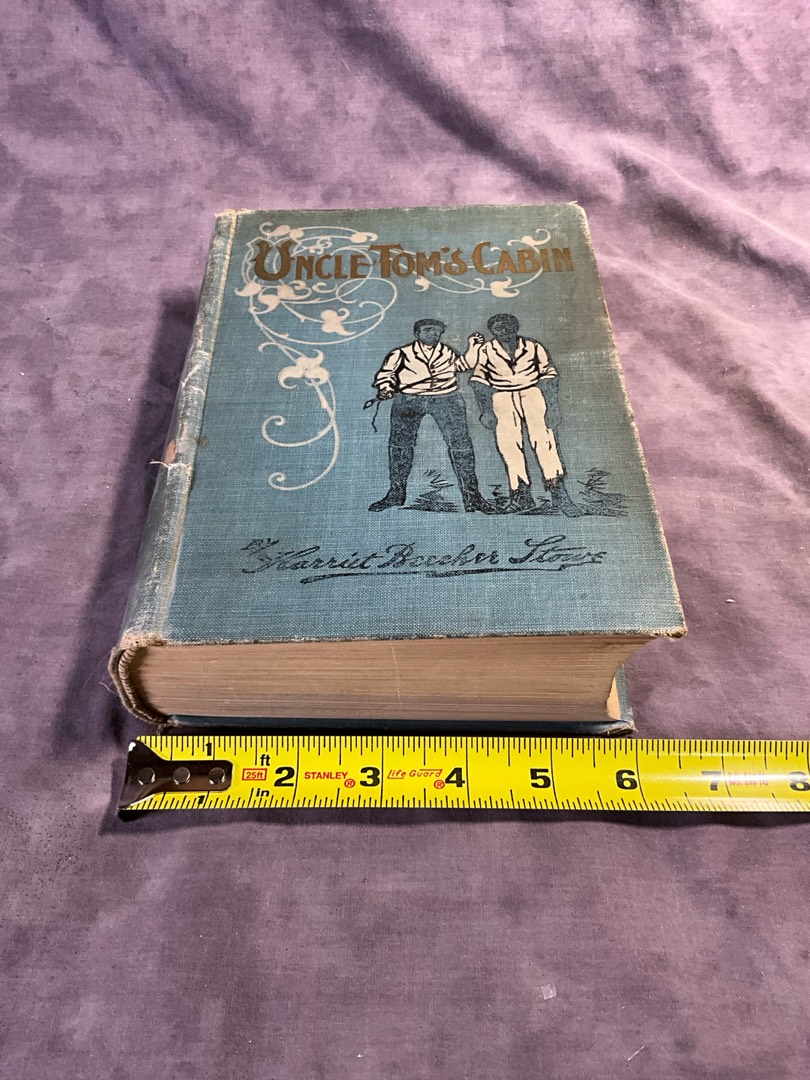 UNCLE TOM'S CABIN
BY
Harriet Beecher Stowe
1 ft 2 3 4 5 6 7 8
25ft STANLEY® Life Guard®
1 in